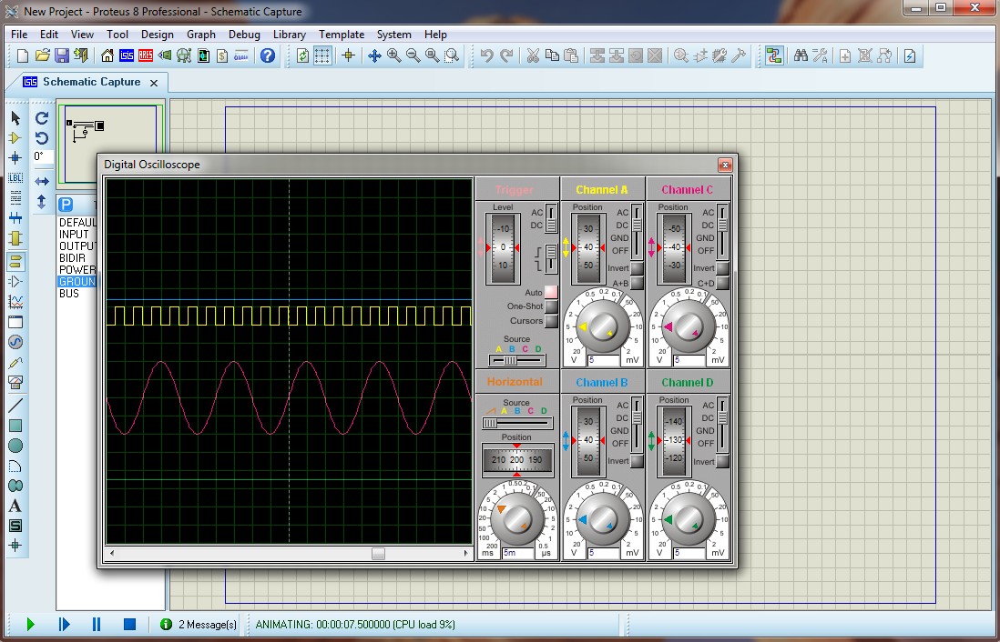 New Project - Proteus 8 Professional - Schematic Capture
File Edit View Tool Design Graph Debug Library Template System Help
Schematic Capture
0°
LBL
DEFAU
INPUT
OUTPU
BIDIR
POWER
GROUN
BUS
Digital Oscilloscope
Trigger
Level
-10
0
10
AC
DC
Auto
One-Shot
Cursors
Source
A B C D
Channel A
Position
30
40
50
AC
DC
GND
OFF
Invert
A+B
V 5 mV
Channel C
Position
-50
-40
-30
AC
DC
GND
OFF
Invert
C+D
V 5 mV
Horizontal
Source
A B C D
Position
210 200 190
ms 5m µs
Channel B
Position
30
40
50
AC
DC
GND
OFF
Invert
V 5 mV
Channel D
Position
-140
-130
-120
AC
DC
GND
OFF
Invert
V 5 mV
2 Message(s)
ANIMATING: 00:00:07.500000 (CPU load 9%)